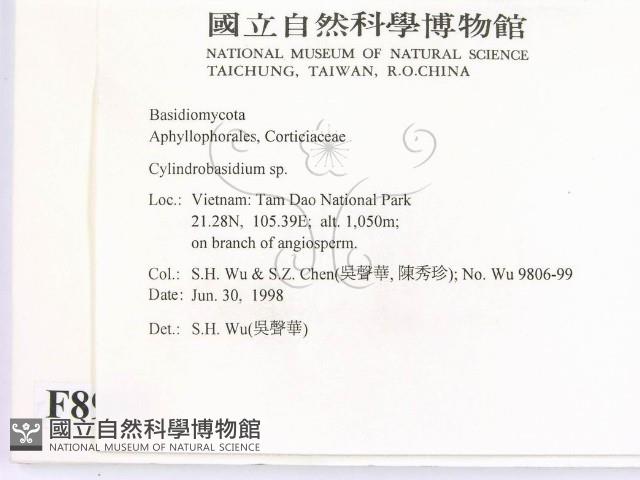 國立自然科學博物館
NATIONAL MUSEUM OF NATURAL SCIENCE
TAICHUNG, TAIWAN, R.O.CHINA
Basidiomycota
Aphyllophorales, Corticiaceae
Cylindrobasidium sp.
Loc.: Vietnam: Tam Dao National Park
21.28N, 105.39E; alt. 1,050m;
on branch of angiosperm.
Col.: S.H. Wu & S.Z. Chen(吳聲華, 陳秀珍); No. Wu 9806-99
Date: Jun. 30, 1998
Det.: S.H. Wu(吳聲華)
國立自然科學博物館
NATIONAL MUSEUM OF NATURAL SCIENCE